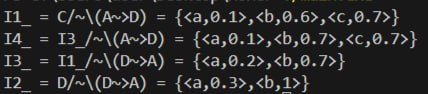 I1_ = C/~\(A~>D) = {<a,0.1>,<b,0.6>,<c,0.7>}
I4_ = I3_/~\(A~>D) = {<a,0.1>,<b,0.7>,<c,0.7>}
I3_ = I1_/~\(D~>A) = {<a,0.2>,<b,0.7>}
I2_ = D/~\(D~>A) = {<a,0.3>,<b,1>}